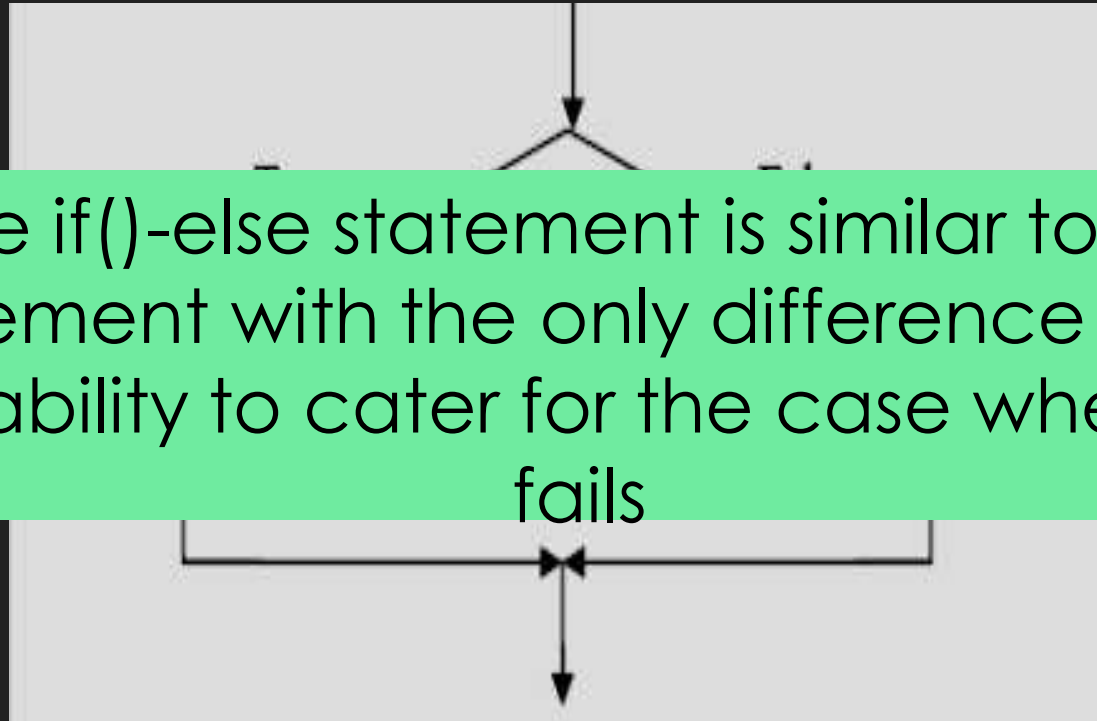 e if()-else statement is similar to
ement with the only difference
ability to cater for the case whe
fails